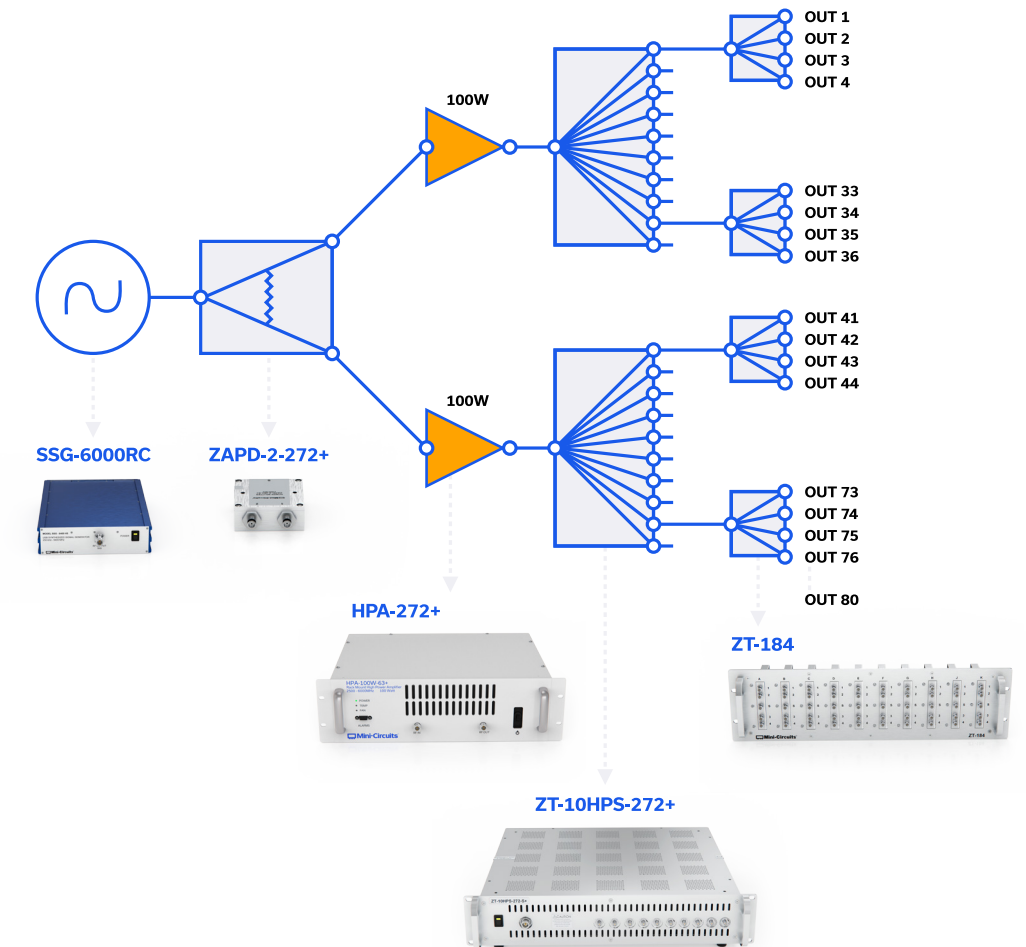 OUT 1
OUT 2
OUT 3
OUT 4
100W
OUT 33
OUT 34
OUT 35
OUT 36
OUT 41
OUT 42
OUT 43
OUT 44
100W
OUT 73
OUT 74
OUT 75
OUT 76
OUT 80
SSG-6000RC
ZAPD-2-272+
HPA-272+
ZT-184
ZT-10HPS-272+
Mini-Circuits
HPA-100W-63+
Mini-Circuits
Mini-Circuits
ZT-184